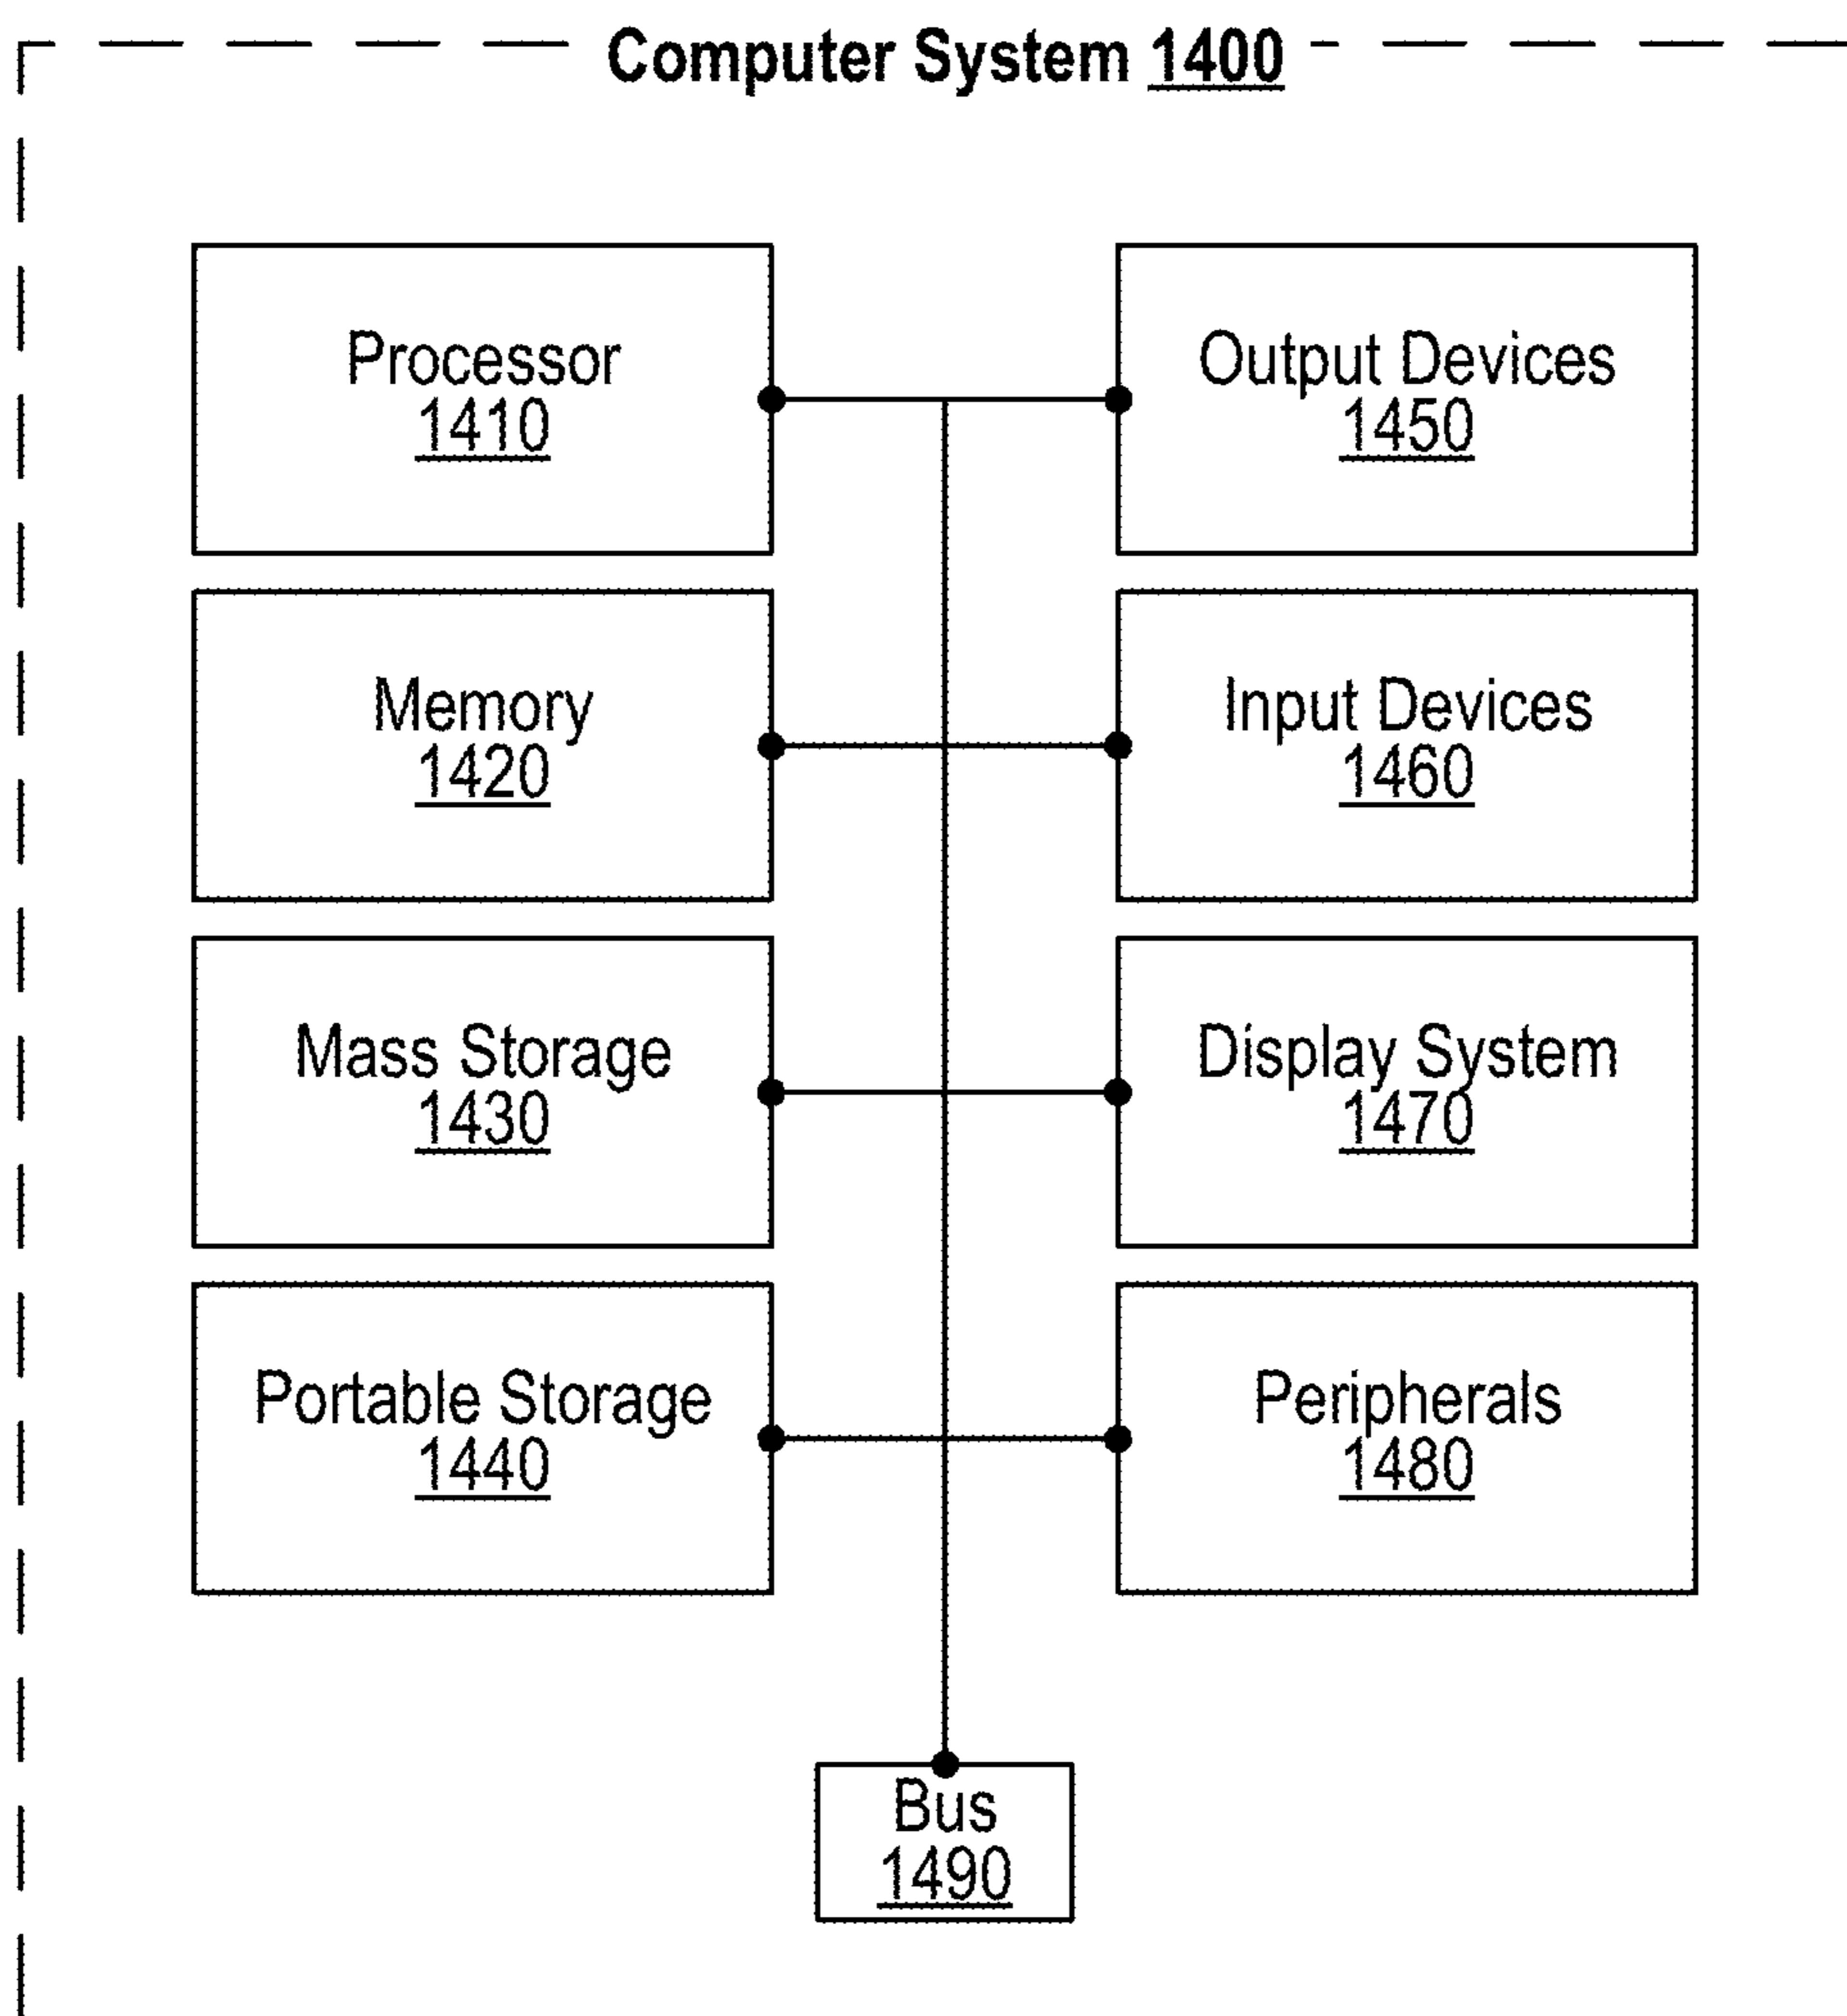 Computer System 1400
Processor
1410
Output Devices
1450
Memory
1420
Input Devices
1460
Mass Storage
1430
Display System
1470
Portable Storage
1440
Peripherals
1480
Bus
1490